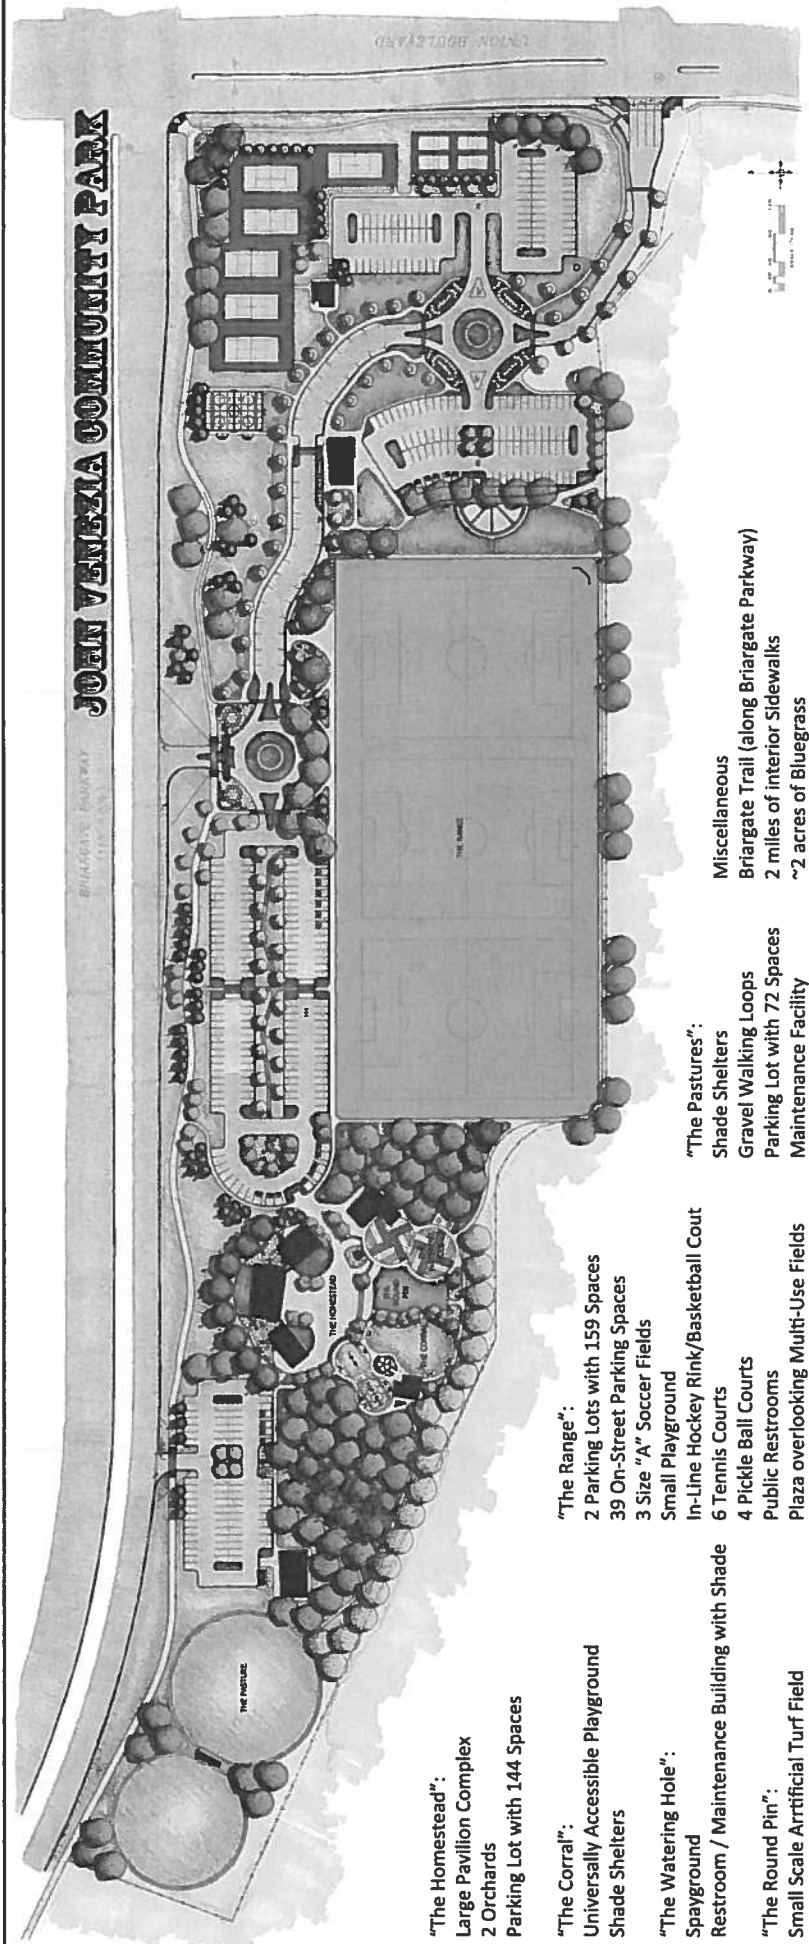 JOHN VENEZIA COMMUNITY PARK
UNION BOULEVARD
BRIARGATE PARKWAY
THE RANGE
144
THE HOMESTEAD
THE CORRAL
THE PASTURE
"The Homestead":
Large Pavilion Complex
2 Orchards
Parking Lot with 144 Spaces
"The Corral":
Universally Accessible Playground
Shade Shelters
"The Watering Hole":
Spayground
Restroom / Maintenance Building with Shade
"The Round Pin":
Small Scale Arrtificial Turf Field
"The Range":
2 Parking Lots with 159 Spaces
39 On-Street Parking Spaces
3 Size "A" Soccer Fields
Small Playground
In-Line Hockey Rink/Basketball Cout
6 Tennis Courts
4 Pickle Ball Courts
Public Restrooms
Plaza overlooking Multi-Use Fields
"The Pastures":
Shade Shelters
Gravel Walking Loops
Parking Lot with 72 Spaces
Maintenance Facility
Miscellaneous
Briargate Trail (along Briargate Parkway)
2 miles of interior Sidewalks
~2 acres of Bluegrass